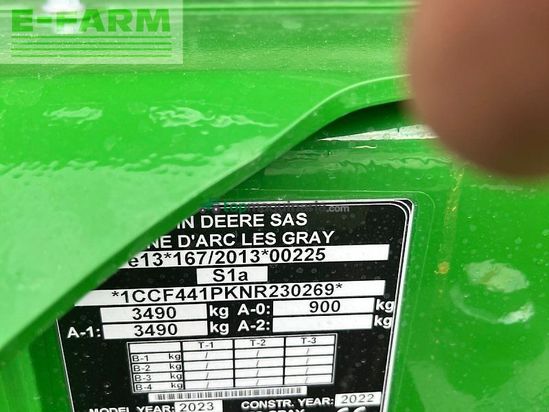 E-FARM
N DEERE SAS
NE D'ARC LES GRAY
e13*167/2013*00225
S1a
*1CCF441PKNR230269*
3490 kg A-0: 900 kg
A-1: 3490 kg A-2: kg
T-1 T-2 T-3
B-1 kg
B-2 kg
B-3 kg
B-4 kg
MODEL YEAR: 2023 CONSTR. YEAR: 2022
GRAY CE